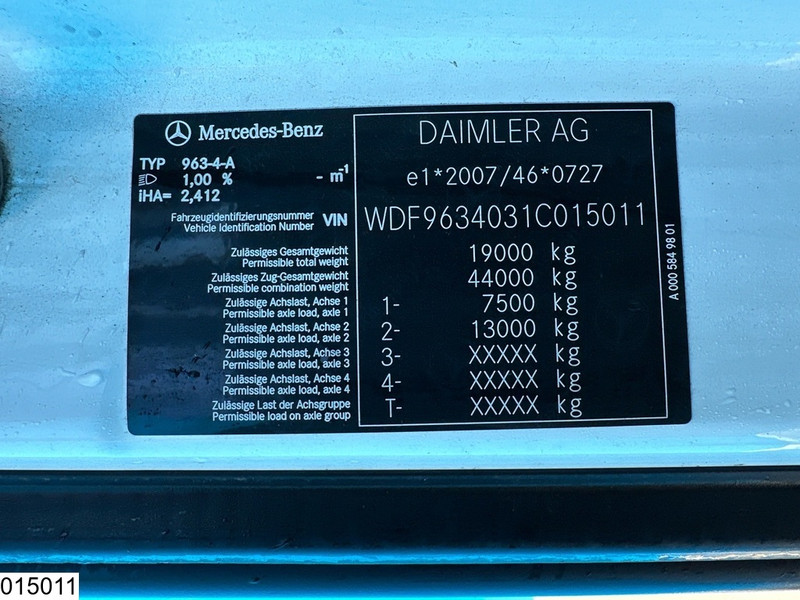 Mercedes-Benz
TYP 963-4-A
1,00 % - m-1
iHA= 2,412
Fahrzeugidentifizierungsnummer
Vehicle Identification Number VIN
DAIMLER AG
e1*2007/46*0727
WDF9634031C015011
Zulässiges Gesamtgewicht
Permissible total weight 19000 kg
Zulässiges Zug-Gesamtgewicht
Permissible combination weight 44000 kg
Zulässige Achslast, Achse 1
Permissible axle load, axle 1 1- 7500 kg
Zulässige Achslast, Achse 2
Permissible axle load, axle 2 2- 13000 kg
Zulässige Achslast, Achse 3
Permissible axle load, axle 3 3- XXXXX kg
Zulässige Achslast, Achse 4
Permissible axle load, axle 4 4- XXXXX kg
Zulässige Last der Achsgruppe
Permissible load on axle group T- XXXXX kg
A 000 584 98 01
015011